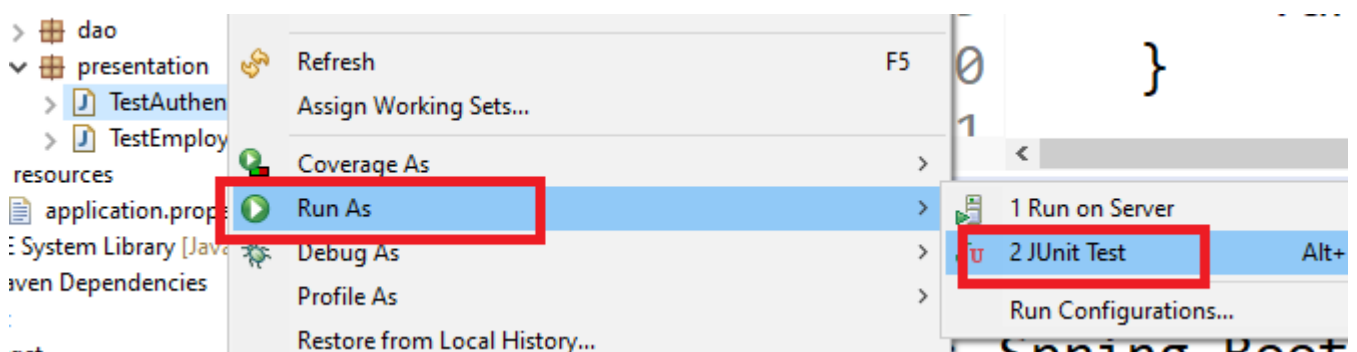 dao
presentation
TestAuthen
TestEmploy
resources
application.prope
E System Library [Java
aven Dependencies
Refresh F5
Assign Working Sets...
Coverage As
Run As
Debug As
Profile As
Restore from Local History...
0 }
1
1 Run on Server
2 JUnit Test Alt+
Run Configurations...